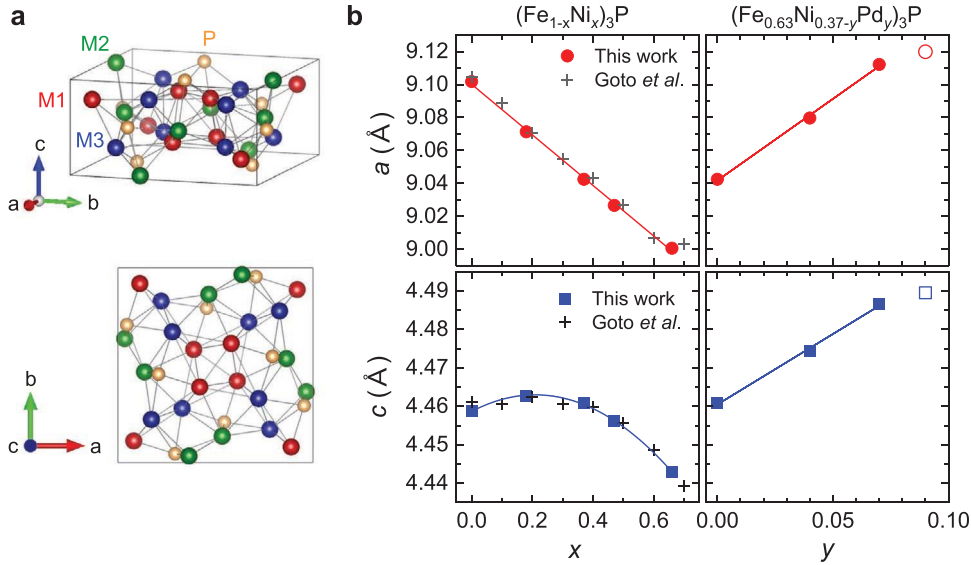 a
M2
P
M1
M3
c
a
b
b
c
a
b
(Fe1-xNix)3P
(Fe0.63Ni0.37-yPdy)3P
9.12
9.10
9.08
9.06
9.04
9.02
9.00
a (Å)
This work
Goto et al.
4.49
4.48
4.47
4.46
4.45
4.44
c (Å)
This work
Goto et al.
0.0
0.2
0.4
0.6
x
0.00
0.05
0.10
y